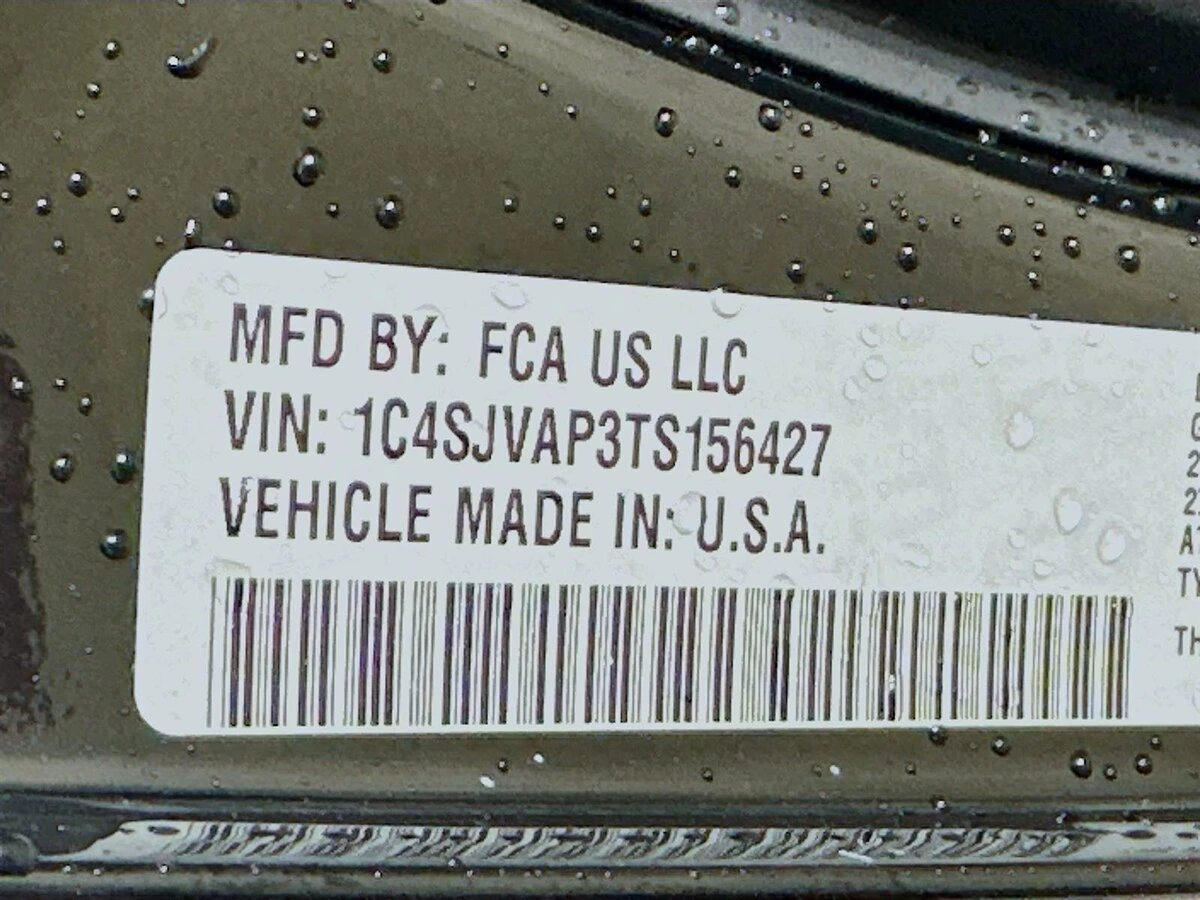 MFD BY: FCA US LLC
VIN: 1C4SJVAP3TS156427
VEHICLE MADE IN: U.S.A.